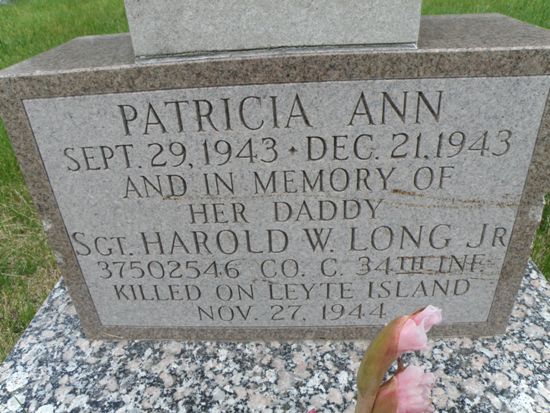 PATRICIA ANN
SEPT. 29, 1943 • DEC. 21, 1943
AND IN MEMORY OF
HER DADDY
SGT. HAROLD W. LONG JR
37502546 CO. C. 34TH INF.
KILLED ON LEYTE ISLAND
NOV. 27, 1944